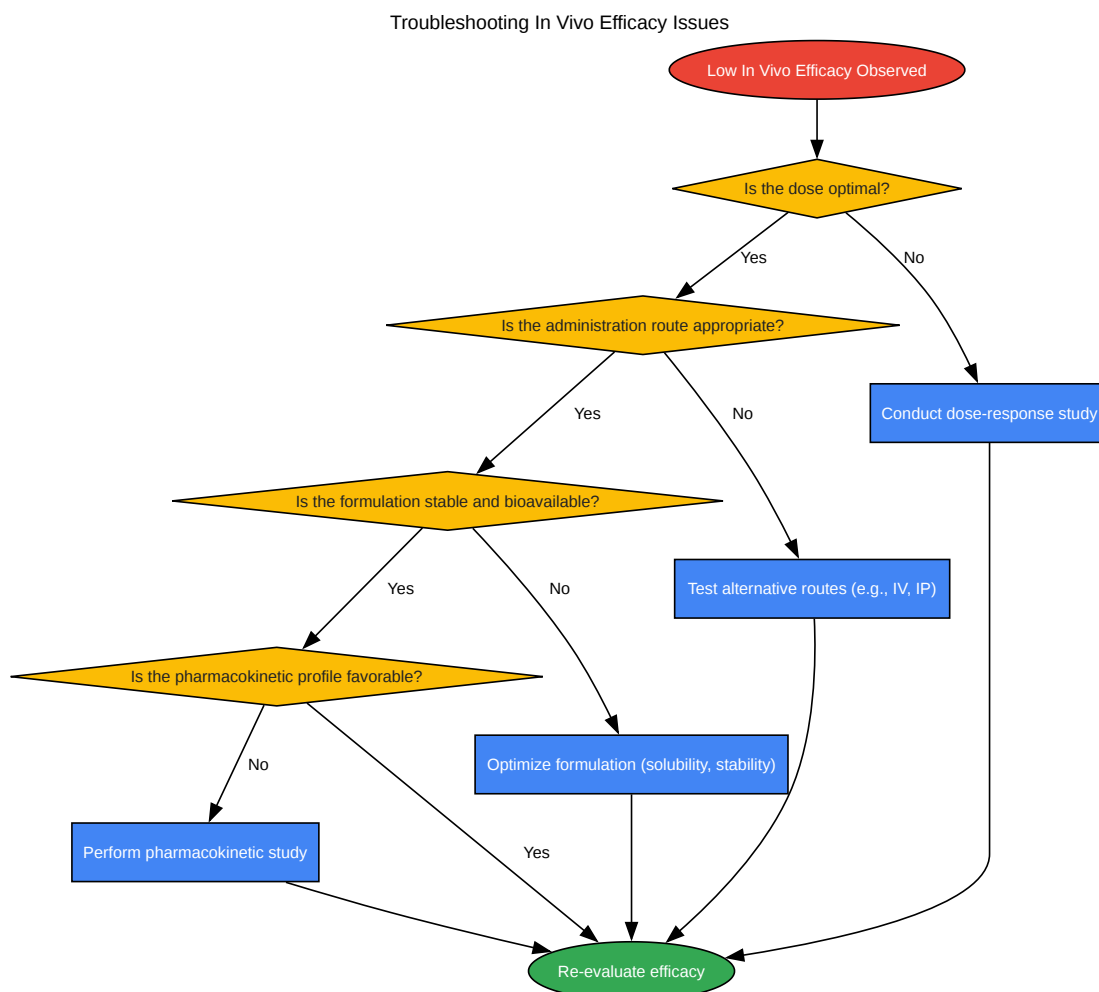 Troubleshooting In Vivo Efficacy Issues
Low In Vivo Efficacy Observed
Is the dose optimal?
Yes
No
Is the administration route appropriate?
Conduct dose-response study
Yes
No
Is the formulation stable and bioavailable?
Yes
No
Test alternative routes (e.g., IV, IP)
Is the pharmacokinetic profile favorable?
No
Optimize formulation (solubility, stability)
Perform pharmacokinetic study
Yes
Re-evaluate efficacy